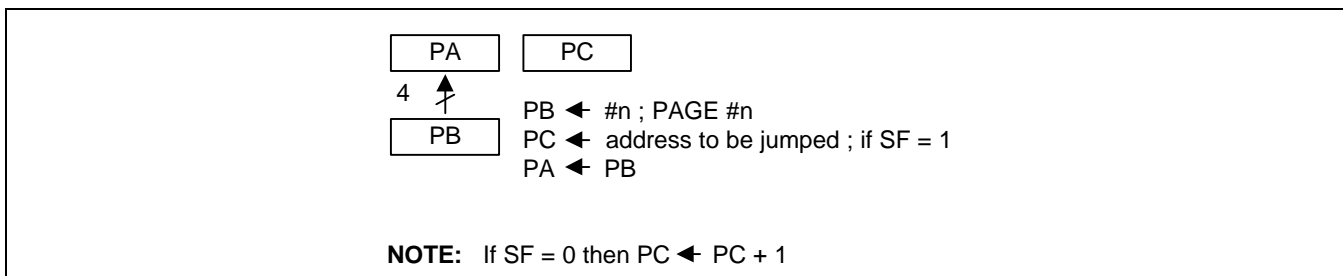 PA PC
4
PB ← #n ; PAGE #n
PB PC ← address to be jumped ; if SF = 1
PA ← PB
NOTE: If SF = 0 then PC ← PC + 1